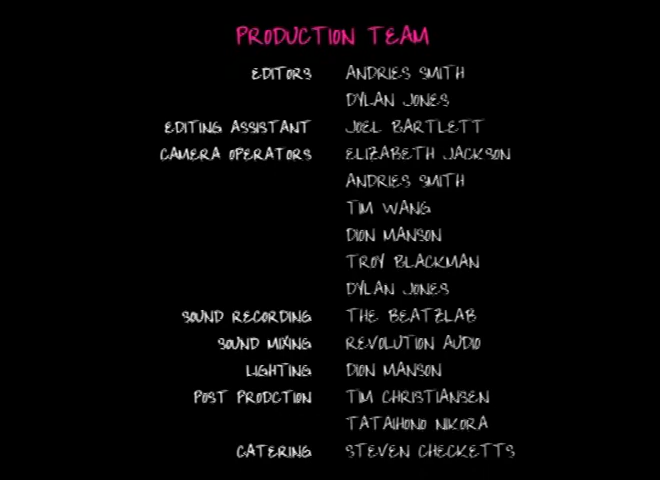 PRODUCTION TEAM
EDITORS ANDRIES SMITH
DYLAN JONES
EDITING ASSISTANT JOEL BARTLETT
CAMERA OPERATORS ELIZABETH JACKSON
ANDRIES SMITH
TIM WANG
DION MANSON
TROY BLACKMAN
DYLAN JONES
SOUND RECORDING THE BEATZLAB
SOUND MIXING REVOLUTION AUDIO
LIGHTING DION MANSON
POST PRODCTION TIM CHRISTIANSEN
TATAIHONO NIKORA
CATERING STEVEN CHECKETTS